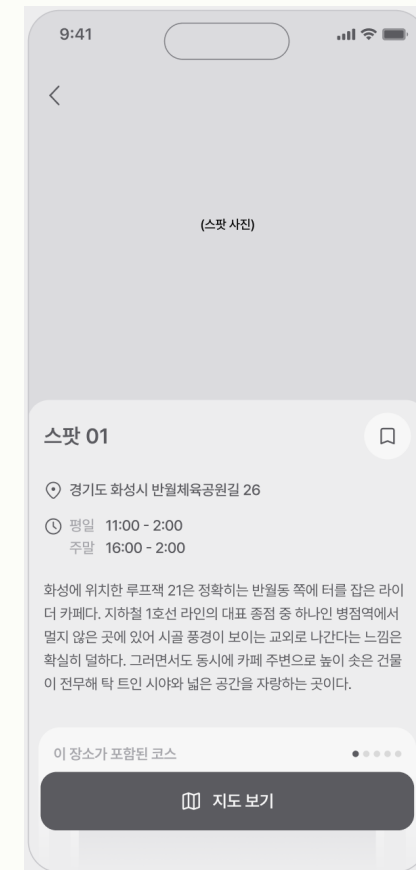 9:41
(스팟 사진)
스팟 01
경기도 화성시 반월체육공원길 26
평일 11:00 - 2:00
주말 16:00 - 2:00
화성에 위치한 루프잭 21은 정확히는 반월동 쪽에 터를 잡은 라이
더 카페다. 지하철 1호선 라인의 대표 종점 중 하나인 병점역에서
멀지 않은 곳에 있어 시골 풍경이 보이는 교외로 나간다는 느낌은
확실히 덜하다. 그러면서도 동시에 카페 주변으로 높이 솟은 건물
이 전무해 탁 트인 시야와 넓은 공간을 자랑하는 곳이다.
이 장소가 포함된 코스
지도 보기